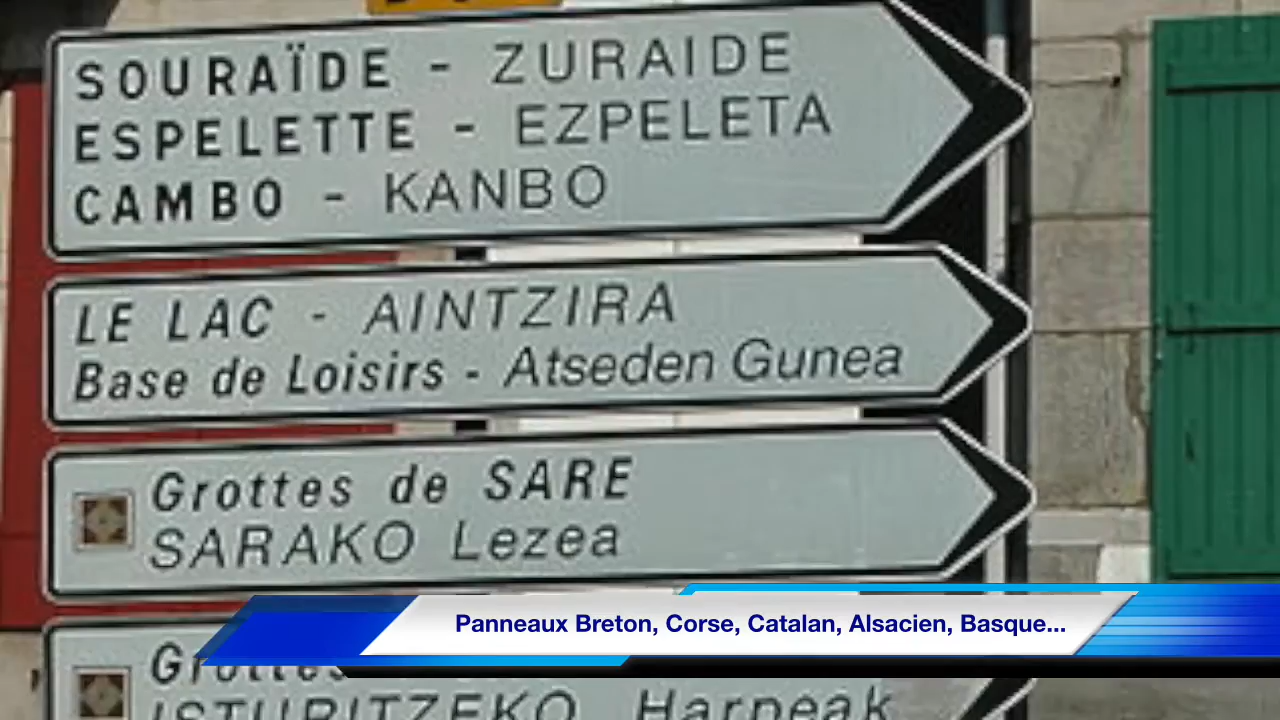 SOURAÏDE - ZURAIDE
ESPELETTE - EZPELETA
CAMBO - KANBO
LE LAC - AINTZIRA
Base de Loisirs - Atseden Gunea
Grottes de SARE
SARAKO Lezea
Panneaux Breton, Corse, Catalan, Alsacien, Basque...
Grottes
ISTURITZEKO Harpeak